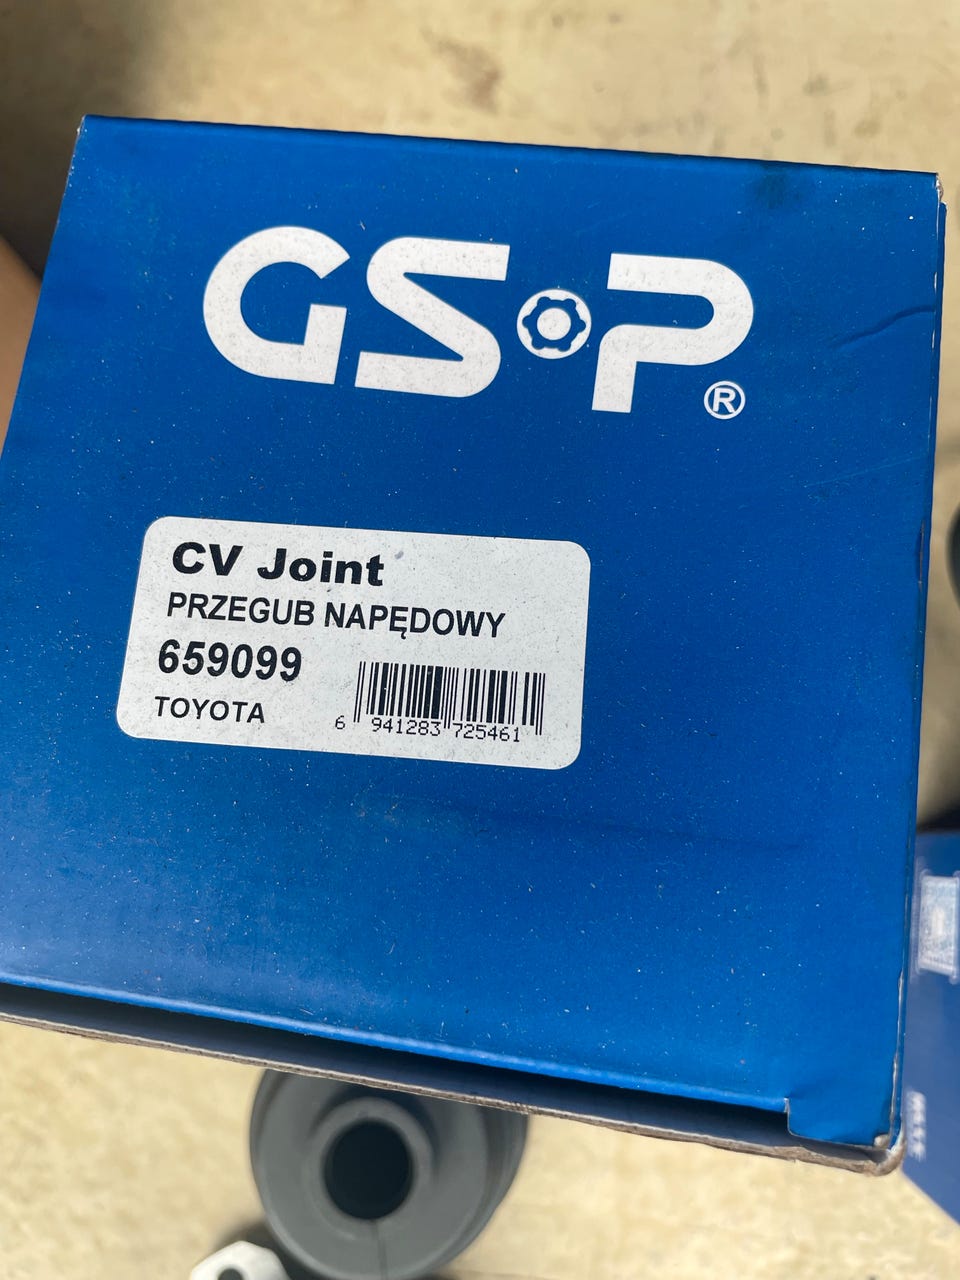 GSP®
CV Joint
PRZEGUB NAPĘDOWY
659099
TOYOTA
6 941283 725461